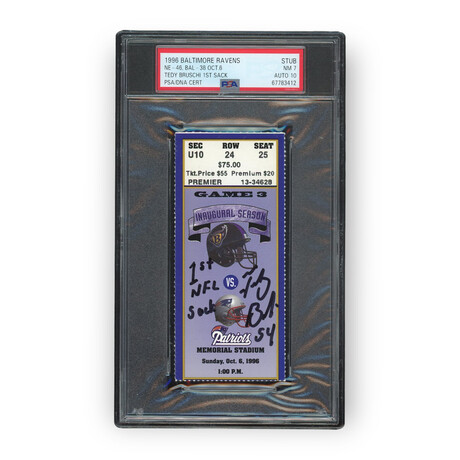 1996 BALTIMORE RAVENS STUB
NE - 46, BAL - 38 OCT.6 NM 7
TEDY BRUSCHI 1ST SACK AUTO 10
PSA/DNA CERT PSA 67783412
SEC ROW SEAT
U10 24 25
$75.00
Tkt.Price $55 Premium $20
PREMIER 13-34628
GAME 3
INAUGURAL SEASON
1st
NFL
Sack
VS.
54
Patriots
MEMORIAL STADIUM
Sunday, Oct. 6, 1996
1:00 P.M.